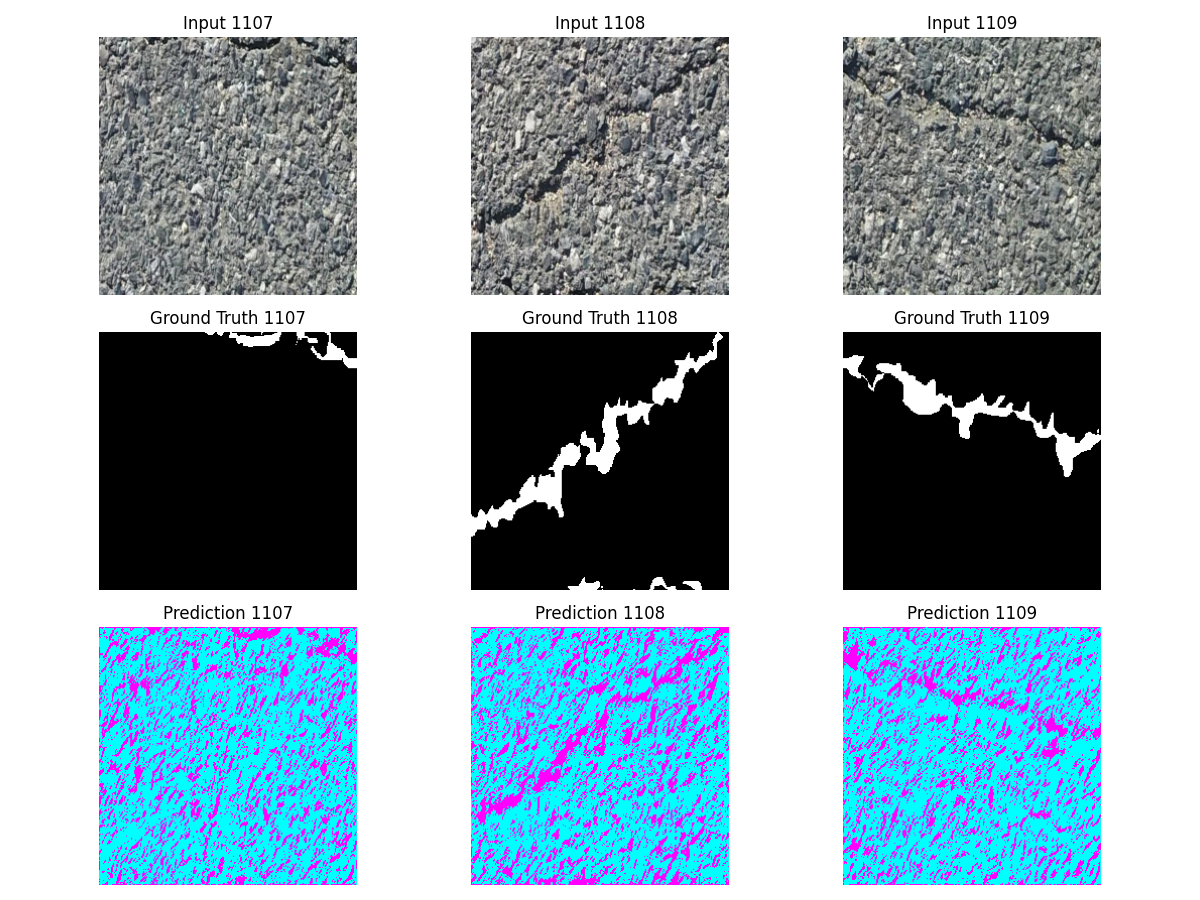 Input 1107
Input 1108
Input 1109
Ground Truth 1107
Ground Truth 1108
Ground Truth 1109
Prediction 1107
Prediction 1108
Prediction 1109